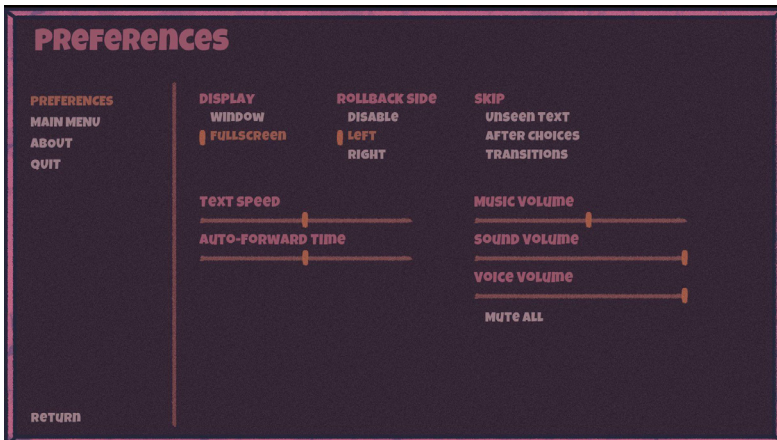 PREFERENCES
PREFERENCES
MAIN MENU
ABOUT
QUIT
RETURN
DISPLAY
WINDOW
FULLSCREEN
ROLLBACK SIDE
DISABLE
LEFT
RIGHT
SKIP
UNSEEN TEXT
AFTER CHOICES
TRANSITIONS
TEXT SPEED
AUTO-FORWARD TIME
MUSIC VOLUME
SOUND VOLUME
VOICE VOLUME
MUTE ALL